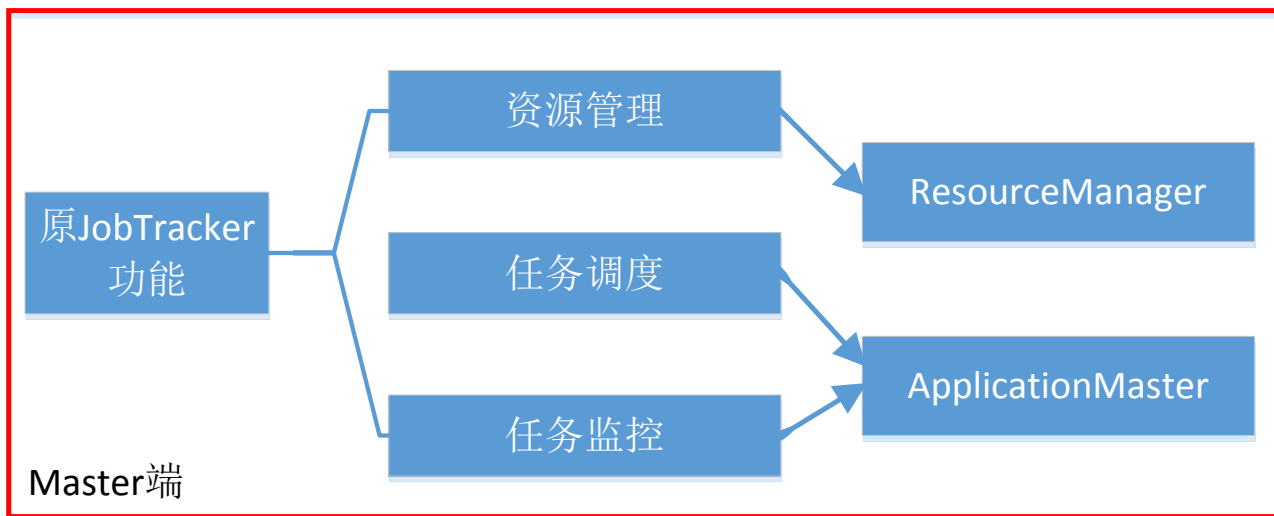 原JobTracker
功能
资源管理
任务调度
任务监控
ResourceManager
ApplicationMaster
Master端